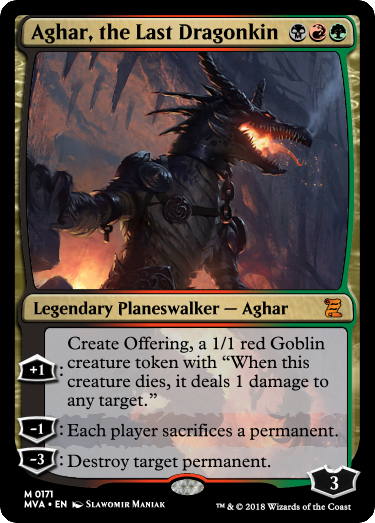 Aghar, the Last Dragonkin
Legendary Planeswalker — Aghar
Create Offering, a 1/1 red Goblin
creature token with “When this
+1: creature dies, it deals 1 damage to
any target.”
-1: Each player sacrifices a permanent.
-3: Destroy target permanent.
3
M 0171
MVA • EN Slawomir Maniak
™ & © 2018 Wizards of the Coast